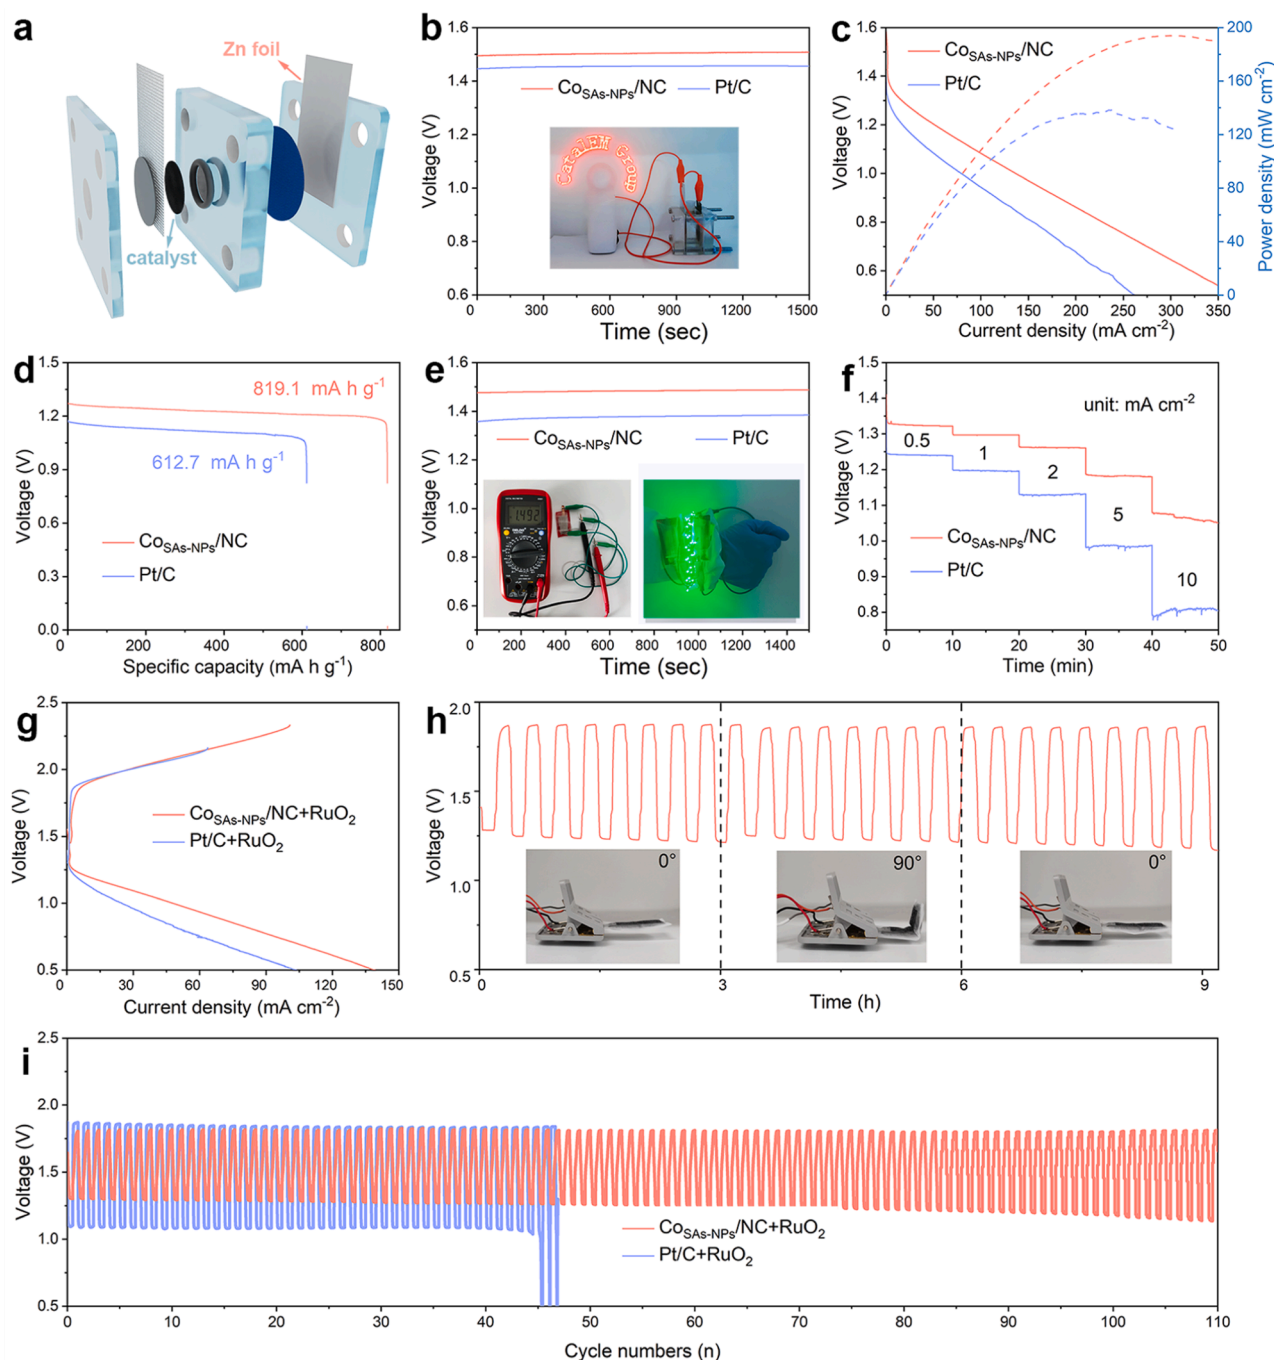 a
Zn foil
catalyst
b
Voltage (V)
1.6
1.4
1.2
1.0
0.8
0.6
CoSAs-NPs/NC
Pt/C
CatalEM Group
0
300
600
900
1200
1500
Time (sec)
c
Voltage (V)
1.6
1.4
1.2
1.0
0.8
0.6
CoSAs-NPs/NC
Pt/C
200
160
120
80
40
0
Power density (mW cm-2)
0
50
100
150
200
250
300
350
Current density (mA cm-2)
d
Voltage (V)
1.5
1.2
0.9
0.6
0.3
0.0
819.1 mA h g-1
612.7 mA h g-1
CoSAs-NPs/NC
Pt/C
0
200
400
600
800
Specific capacity (mA h g-1)
e
Voltage (V)
1.6
1.4
1.2
1.0
0.8
0.6
CoSAs-NPs/NC
Pt/C
1.492
0
200
400
600
800
1000
1200
1400
Time (sec)
f
Voltage (V)
1.5
1.4
1.3
1.2
1.1
1.0
0.9
0.8
unit: mA cm-2
0.5
1
2
5
10
CoSAs-NPs/NC
Pt/C
0
10
20
30
40
50
Time (min)
g
Voltage (V)
2.5
2.0
1.5
1.0
0.5
CoSAs-NPs/NC+RuO2
Pt/C+RuO2
0
30
60
90
120
150
Current density (mA cm-2)
h
Voltage (V)
2.0
1.5
1.0
0.5
0°
90°
0°
0
3
6
9
Time (h)
i
Voltage (V)
2.5
2.0
1.5
1.0
0.5
CoSAs-NPs/NC+RuO2
Pt/C+RuO2
0
10
20
30
40
50
60
70
80
90
100
110
Cycle numbers (n)